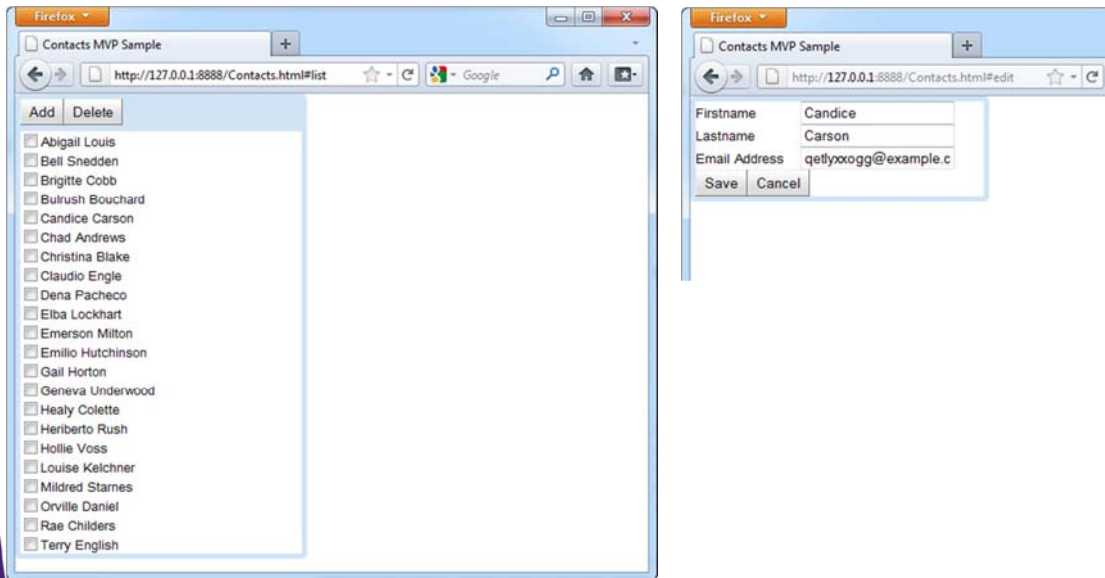 Firefox
Contacts MVP Sample
http://127.0.0.1:8888/Contacts.html#list
Google
Add Delete
Abigail Louis
Bell Snedden
Brigitte Cobb
Bulrush Bouchard
Candice Carson
Chad Andrews
Christina Blake
Claudio Engle
Dena Pacheco
Elba Lockhart
Emerson Milton
Emilio Hutchinson
Gail Horton
Geneva Underwood
Healy Colette
Heriberto Rush
Hollie Voss
Louise Kelchner
Mildred Starnes
Orville Daniel
Rae Childers
Terry English
Firefox
Contacts MVP Sample
http://127.0.0.1:8888/Contacts.html#edit
Firstname Candice
Lastname Carson
Email Address qetlyxxogg@example.c
Save Cancel